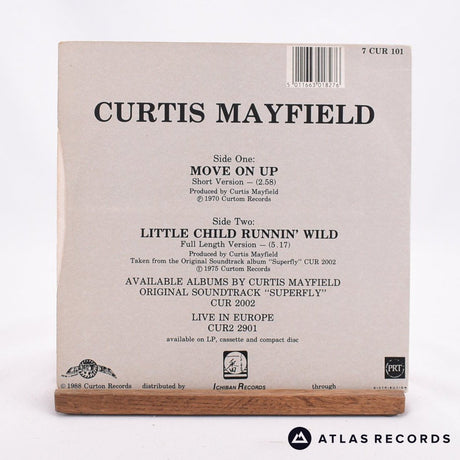 7 CUR 101
5 011663 018276
CURTIS MAYFIELD
Side One:
MOVE ON UP
Short Version – (2.58)
Produced by Curtis Mayfield
℗ 1970 Curtom Records
Side Two:
LITTLE CHILD RUNNIN' WILD
Full Length Version – (5.17)
Produced by Curtis Mayfield
Taken from the Original Soundtrack album "Superfly" CUR 2002
℗ 1975 Curtom Records
AVAILABLE ALBUMS BY CURTIS MAYFIELD
ORIGINAL SOUNDTRACK "SUPERFLY"
CUR 2002
LIVE IN EUROPE
CUR2 2901
available on LP, cassette and compact disc
PRT
DISTRIBUTION
© 1988 Curton Records distributed by ICHIBAN RECORDS through
ATLAS RECORDS